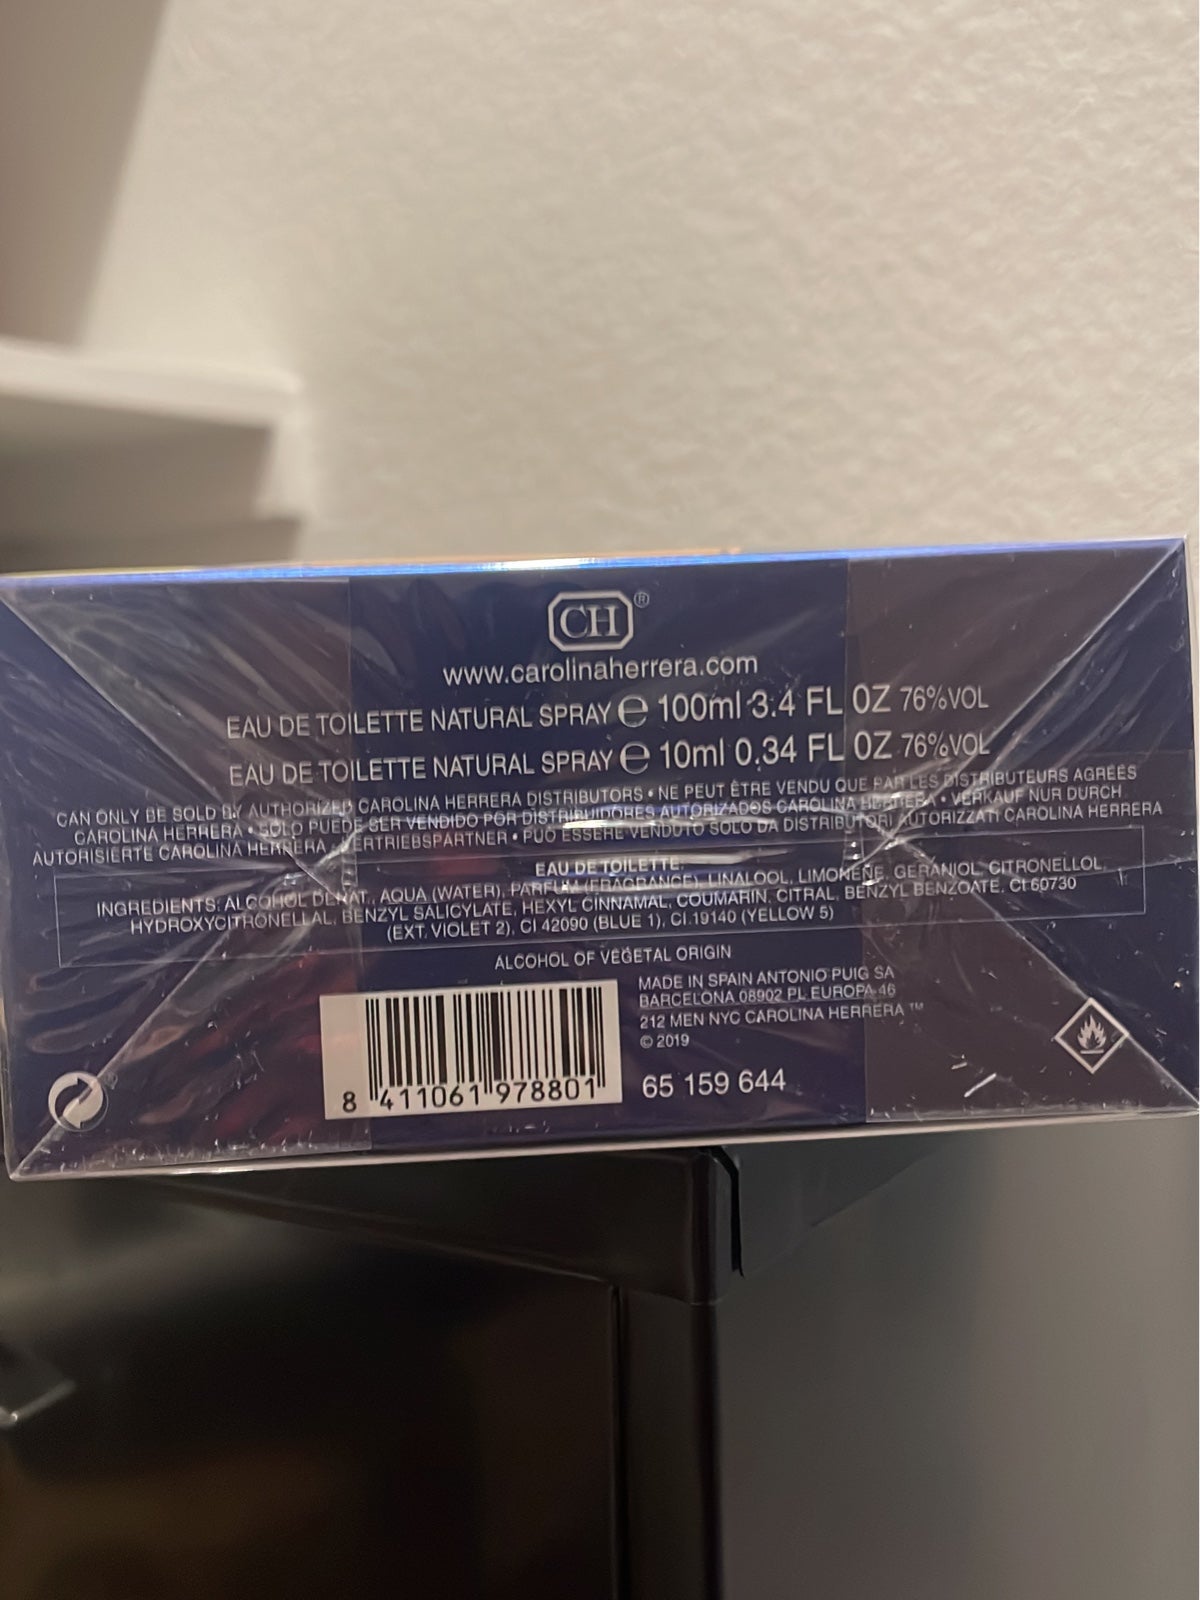 CH®
www.carolinaherrera.com
EAU DE TOILETTE NATURAL SPRAY ℮ 100ml 3.4 FL OZ 76%VOL
EAU DE TOILETTE NATURAL SPRAY ℮ 10ml 0.34 FL OZ 76%VOL
CAN ONLY BE SOLD BY AUTHORIZED CAROLINA HERRERA DISTRIBUTORS • NE PEUT ÊTRE VENDU QUE PAR LES DISTRIBUTEURS AGRÉES
CAROLINA HERRERA • SOLO PUEDE SER VENDIDO POR DISTRIBUIDORES AUTORIZADOS CAROLINA HERRERA • VERKAUF NUR DURCH
AUTORISIERTE CAROLINA HERRERA VERTRIEBSPARTNER • PUÒ ESSERE VENDUTO SOLO DA DISTRIBUTORI AUTORIZZATI CAROLINA HERRERA
EAU DE TOILETTE:
INGREDIENTS: ALCOHOL DENAT., AQUA (WATER), PARFUM (FRAGRANCE), LINALOOL, LIMONENE, GERANIOL, CITRONELLOL,
HYDROXYCITRONELLAL, BENZYL SALICYLATE, HEXYL CINNAMAL, COUMARIN, CITRAL, BENZYL BENZOATE, CI 60730
(EXT. VIOLET 2), CI 42090 (BLUE 1), CI 19140 (YELLOW 5)
ALCOHOL OF VEGETAL ORIGIN
MADE IN SPAIN ANTONIO PUIG SA
BARCELONA 08902 PL EUROPA 46
212 MEN NYC CAROLINA HERRERA ™
© 2019
8 411061 978801
65 159 644